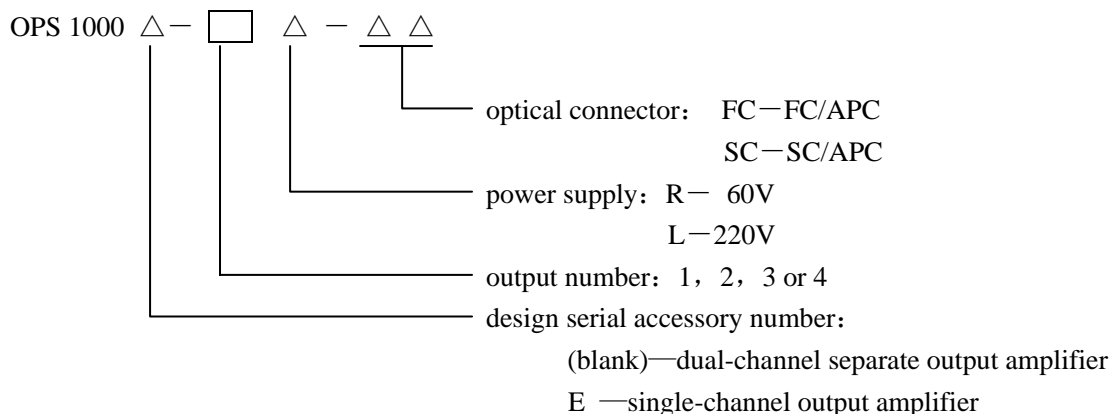 OPS 1000 △－□ △ - △ △
optical connector： FC－FC/APC
SC－SC/APC
power supply：R－ 60V
L－220V
output number：1，2，3 or 4
design serial accessory number：
(blank)—dual-channel separate output amplifier
E —single-channel output amplifier